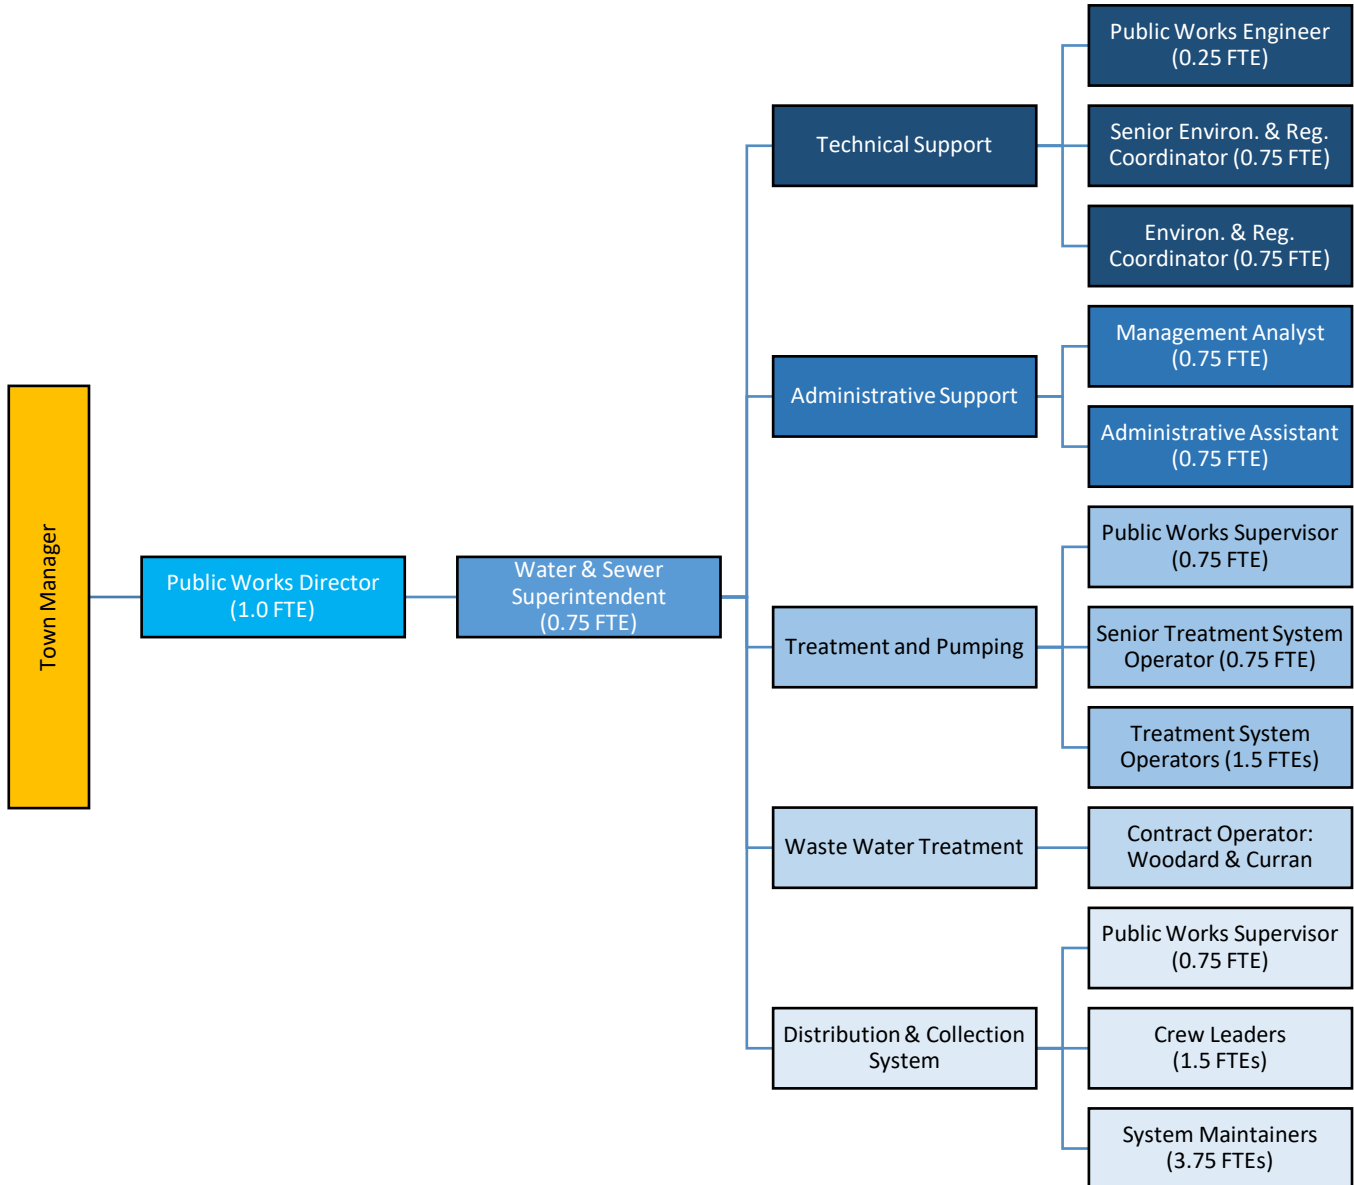 Town Manager
Public Works Director
(1.0 FTE)
Water & Sewer
Superintendent
(0.75 FTE)
Technical Support
Public Works Engineer
(0.25 FTE)
Senior Environ. & Reg.
Coordinator (0.75 FTE)
Environ. & Reg.
Coordinator (0.75 FTE)
Administrative Support
Management Analyst
(0.75 FTE)
Administrative Assistant
(0.75 FTE)
Treatment and Pumping
Public Works Supervisor
(0.75 FTE)
Senior Treatment System
Operator (0.75 FTE)
Treatment System
Operators (1.5 FTEs)
Waste Water Treatment
Contract Operator:
Woodard & Curran
Distribution & Collection
System
Public Works Supervisor
(0.75 FTE)
Crew Leaders
(1.5 FTEs)
System Maintainers
(3.75 FTEs)